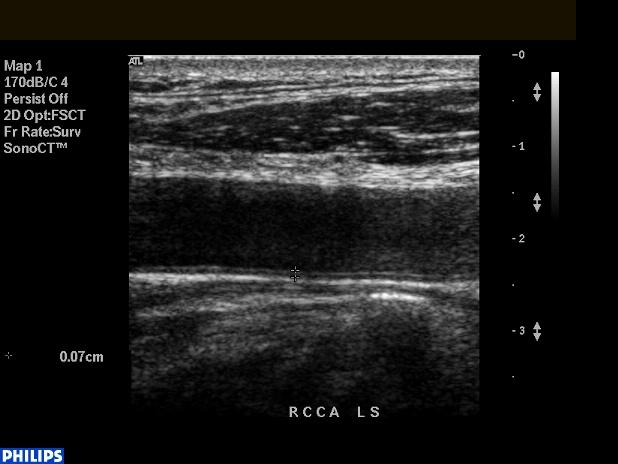 Map 1
170dB/C 4
Persist Off
2D Opt:FSCT
Fr Rate:Surv
SonoCT™
ATL
0
1
2
3
0.07cm
RCCA LS
PHILIPS